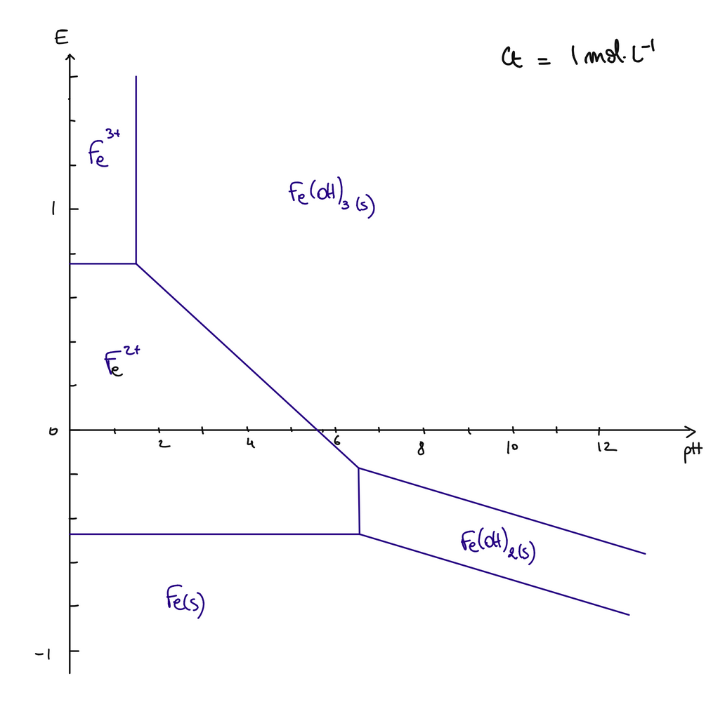 E
Ct = 1 mol.L⁻¹
Fe³⁺
Fe(OH)₃(s)
1
Fe²⁺
0
2 4 6 8 10 12
pH
Fe(OH)₂(s)
Fe(s)
-1